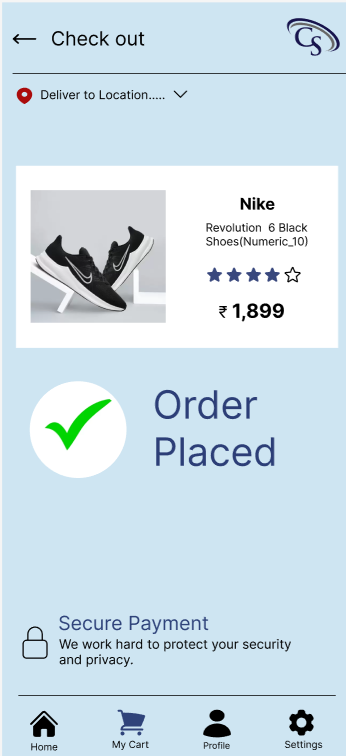 Check out
CS
Deliver to Location.....
Nike
Revolution 6 Black
Shoes(Numeric_10)
₹ 1,899
Order
Placed
Secure Payment
We work hard to protect your security
and privacy.
Home
My Cart
Profile
Settings